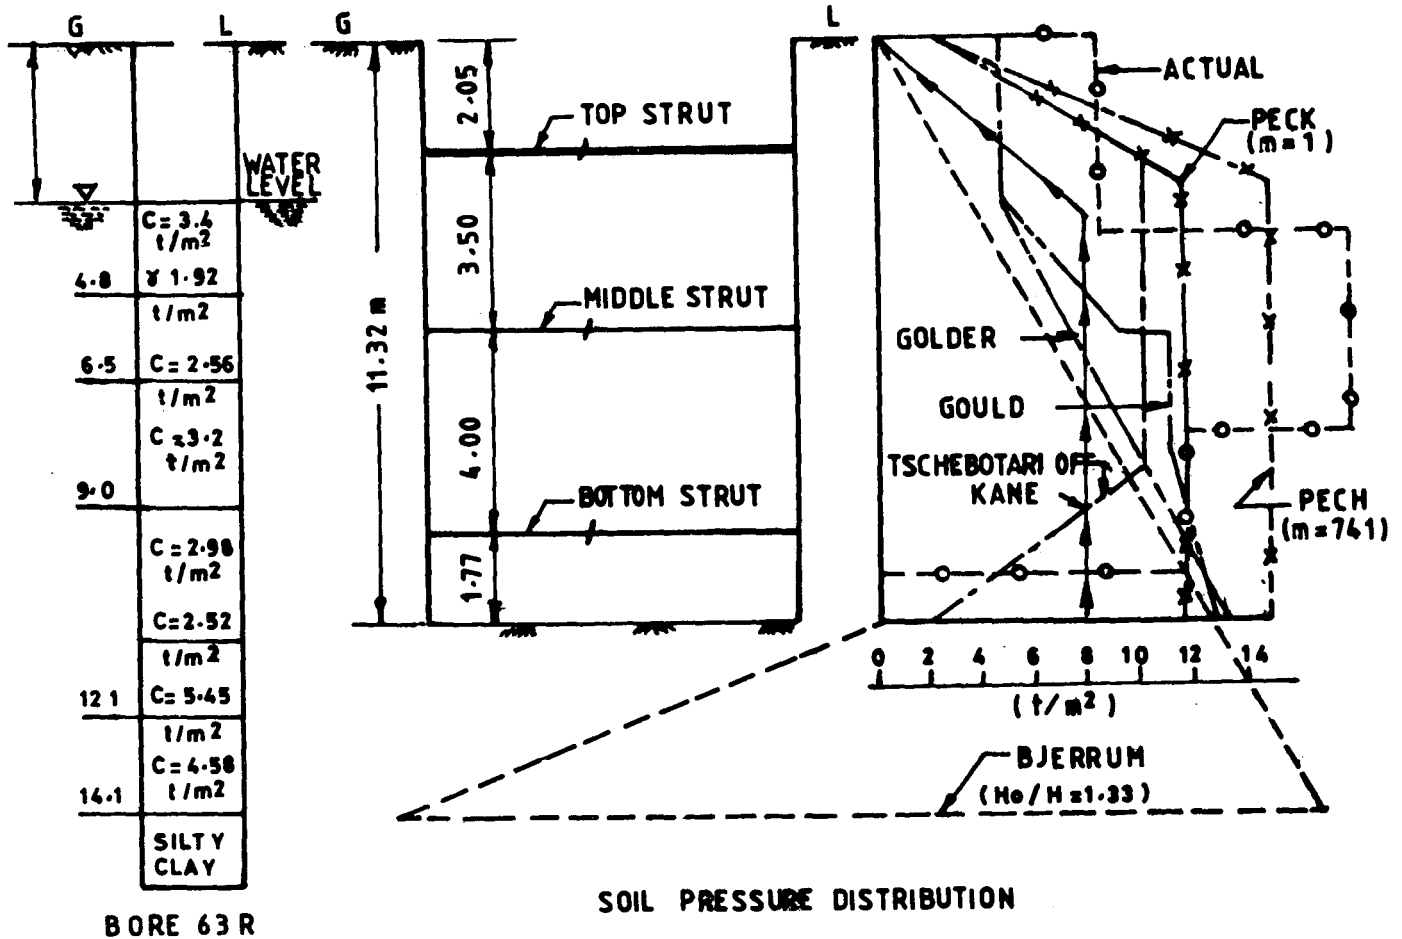 G L
WATER
LEVEL
C=3.4
t/m2
4.8
ɣ 1.92
t/m2
6.5
C=2.56
t/m2
C=3.2
t/m2
9.0
C=2.98
t/m2
C=2.52
t/m2
12 1
C=5.45
t/m2
C=4.58
14.1
t/m2
SILTY
CLAY
BORE 63 R
G L
11.32 m
2.05
3.50
4.00
1.77
TOP STRUT
MIDDLE STRUT
BOTTOM STRUT
ACTUAL
PECK
(m=1)
GOLDER
GOULD
TSCHEBOTARI OFF
KANE
PECH
(m=741)
0 2 4 6 8 10 12 14
(t/m²)
BJERRUM
(Ho/H=1.33)
SOIL PRESSURE DISTRIBUTION